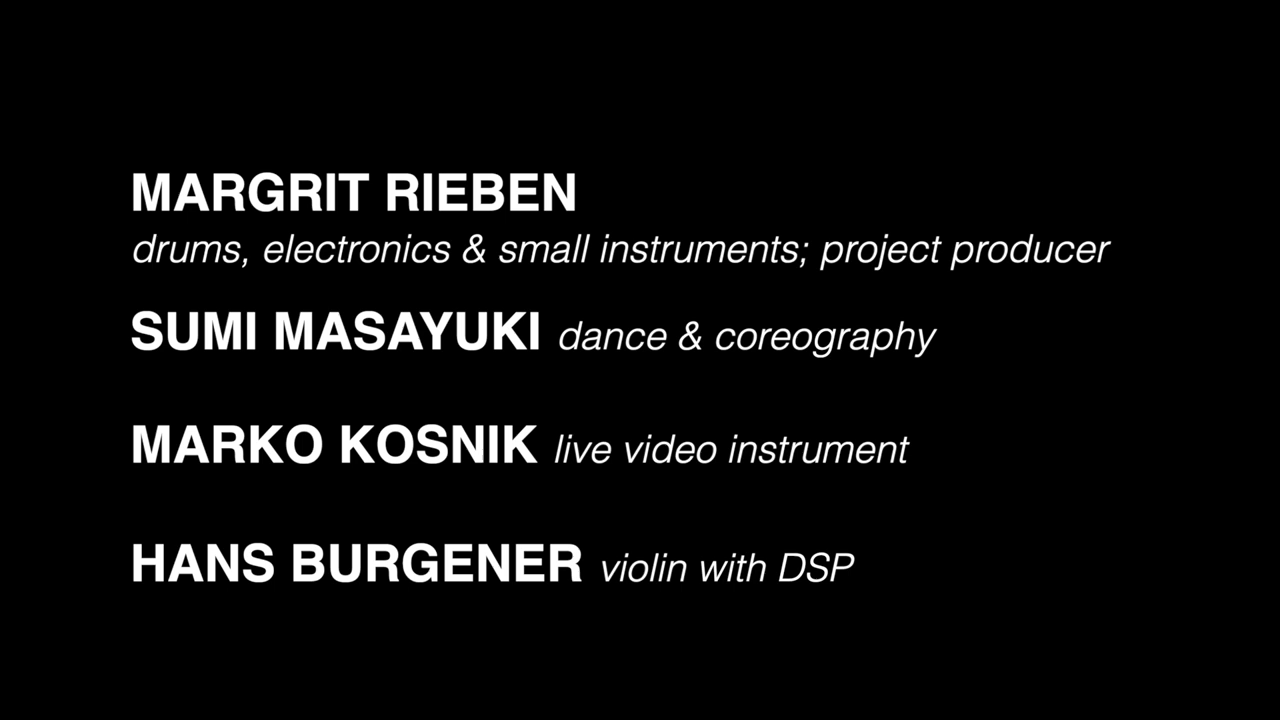 MARGRIT RIEBEN
drums, electronics & small instruments; project producer
SUMI MASAYUKI dance & coreography
MARKO KOSNIK live video instrument
HANS BURGENER violin with DSP